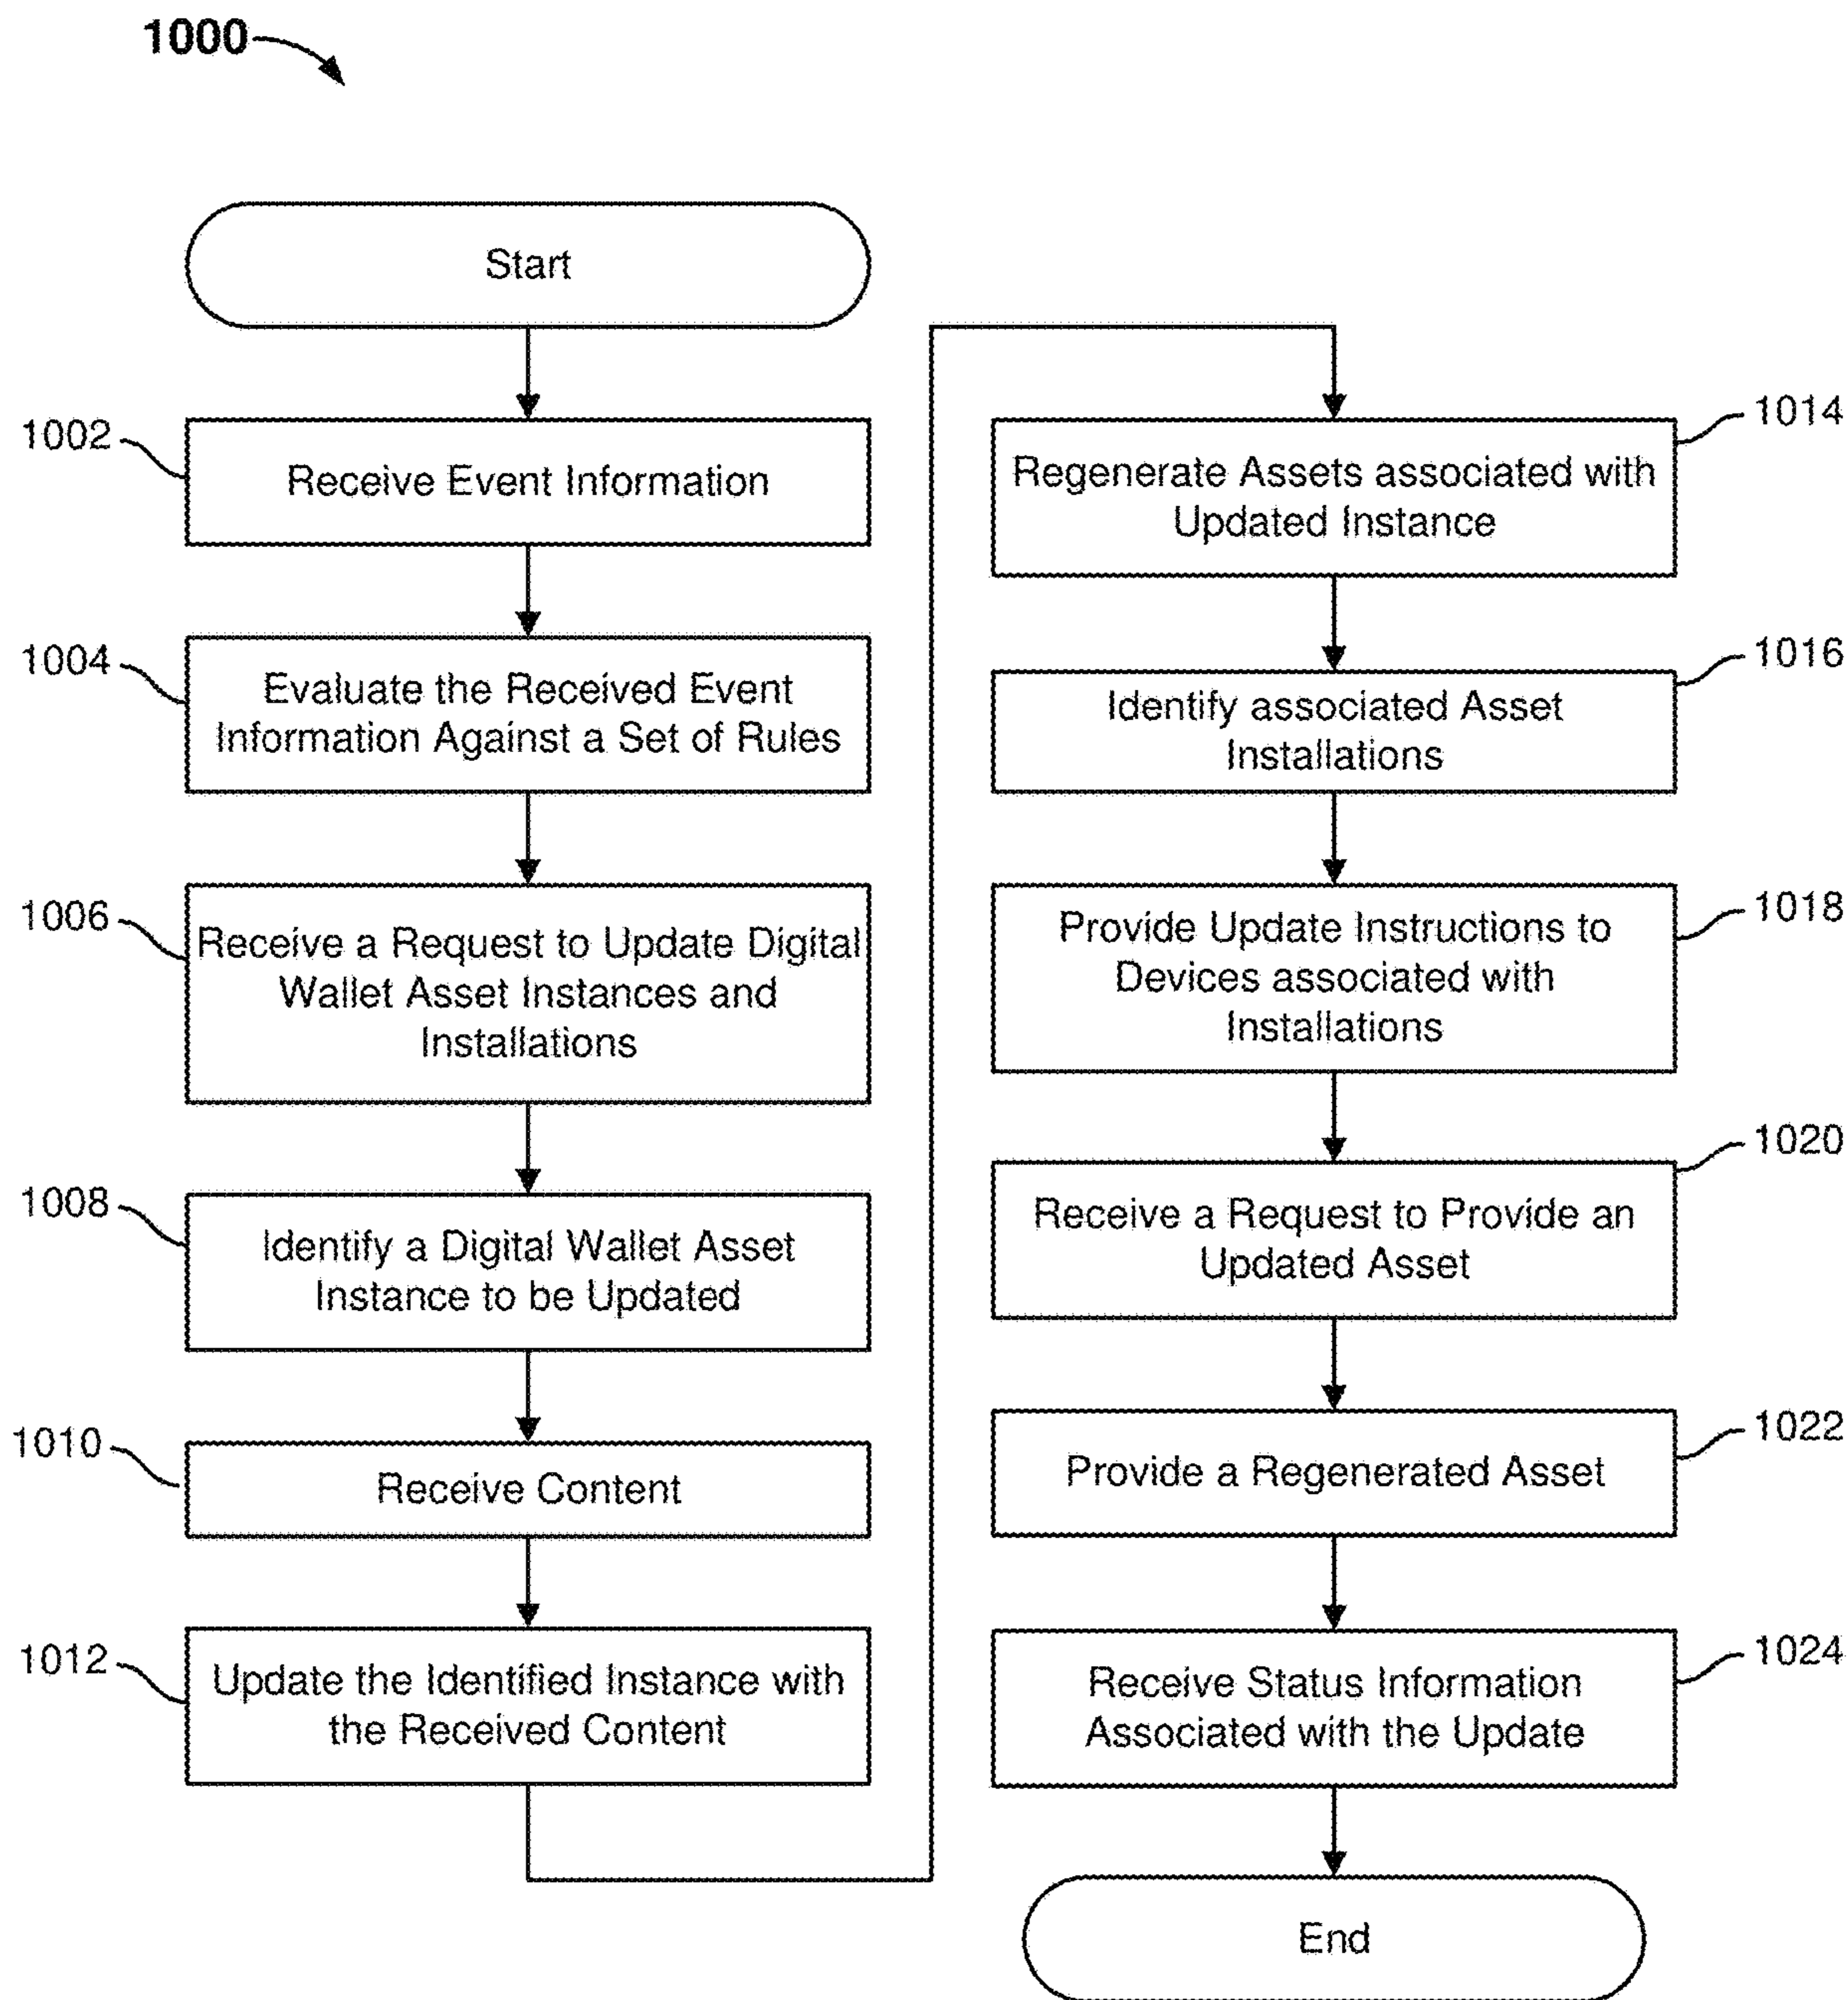 1000
Start
1002
Receive Event Information
1004
Evaluate the Received Event
Information Against a Set of Rules
1006
Receive a Request to Update Digital
Wallet Asset Instances and
Installations
1008
Identify a Digital Wallet Asset
Instance to be Updated
1010
Receive Content
1012
Update the Identified Instance with
the Received Content
1014
Regenerate Assets associated with
Updated Instance
1016
Identify associated Asset
Installations
1018
Provide Update Instructions to
Devices associated with
Installations
1020
Receive a Request to Provide an
Updated Asset
1022
Provide a Regenerated Asset
1024
Receive Status Information
Associated with the Update
End